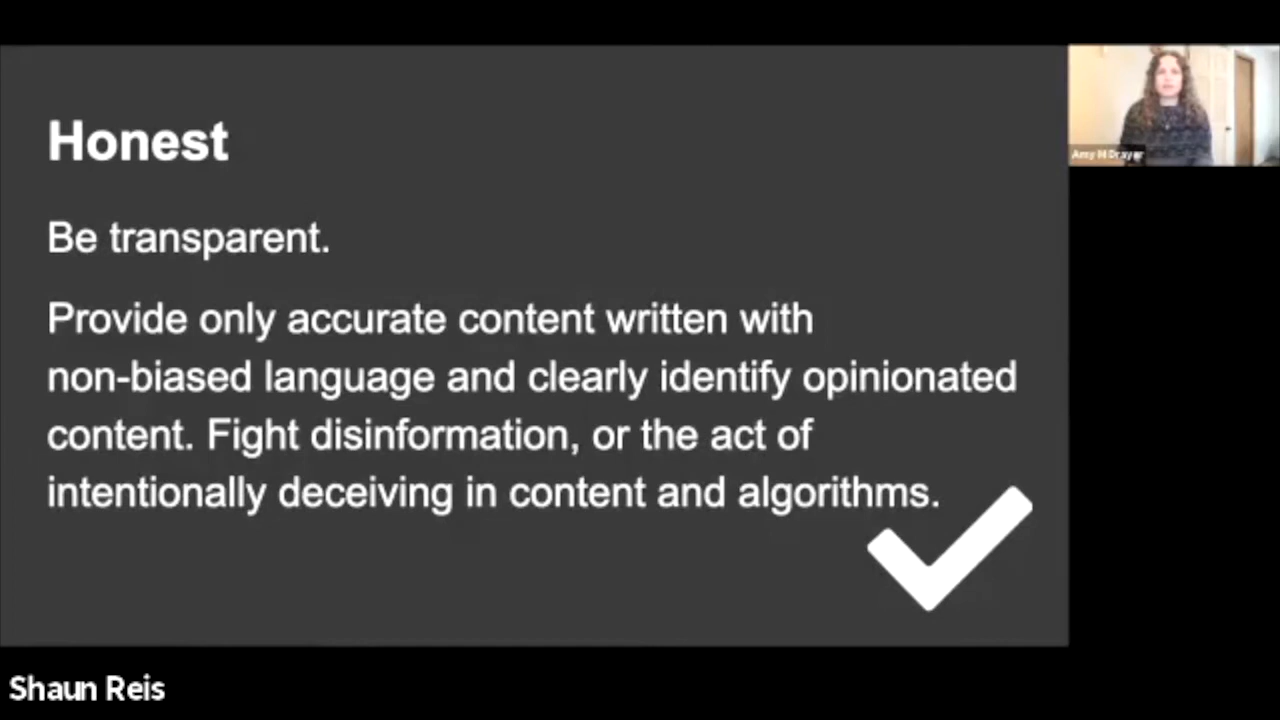 Honest
Be transparent.
Provide only accurate content written with
non-biased language and clearly identify opinionated
content. Fight disinformation, or the act of
intentionally deceiving in content and algorithms.
Amy M Drayer
Shaun Reis